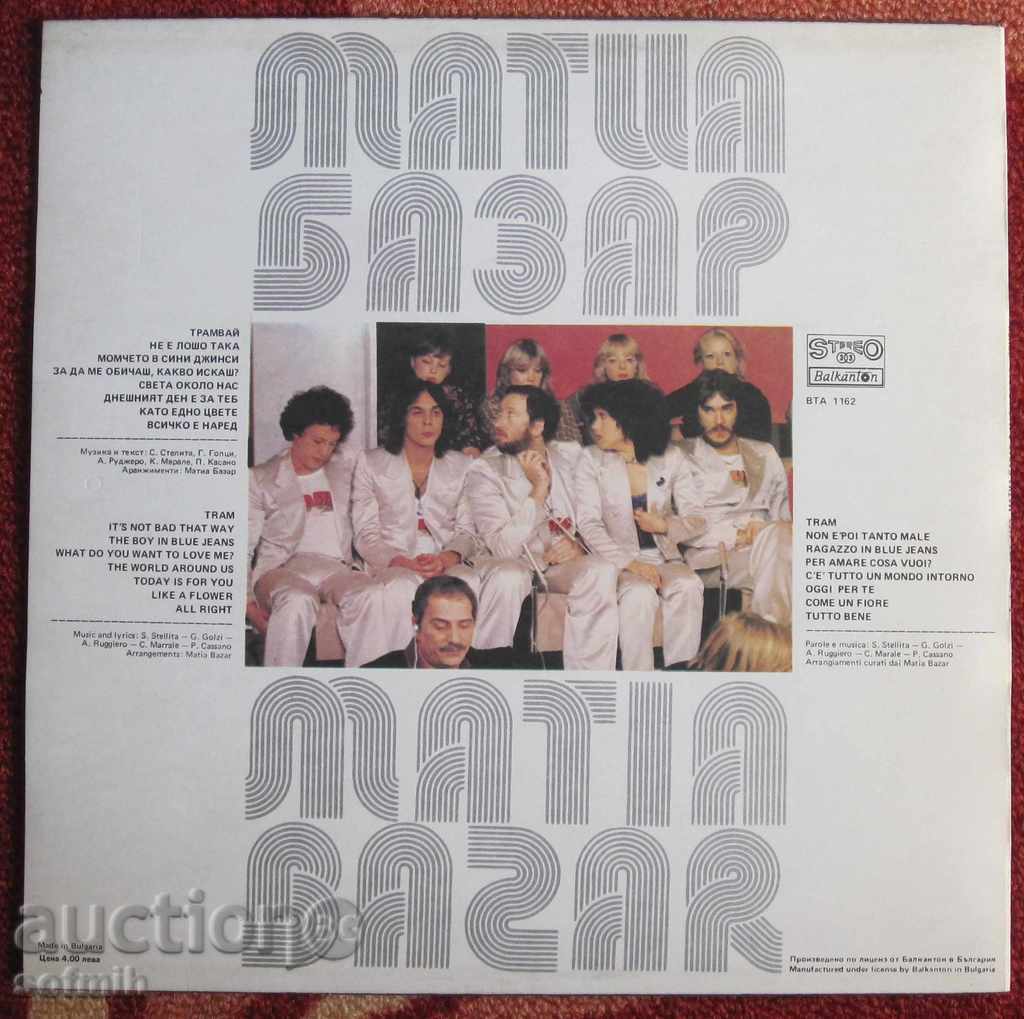 МАТИА
БАЗАР
ТРАМВАЙ
НЕ Е ЛОШО ТАКА
МОМЧЕТО В СИНИ ДЖИНСИ
ЗА ДА МЕ ОБИЧАШ, КАКВО ИСКАШ?
СВЕТА ОКОЛО НАС
ДНЕШНИЯТ ДЕН Е ЗА ТЕБ
КАТО ЕДНО ЦВЕТЕ
ВСИЧКО Е НАРЕД
Музика и текст: С. Стелита, Г. Голци,
А. Руджеро, К. Марале, П. Касано
Аранжименти: Матиа Базар
TRAM
IT'S NOT BAD THAT WAY
THE BOY IN BLUE JEANS
WHAT DO YOU WANT TO LOVE ME?
THE WORLD AROUND US
TODAY IS FOR YOU
LIKE A FLOWER
ALL RIGHT
Music and lyrics: S. Stellita — G. Golzi —
A. Ruggiero — C. Marrale — P. Cassano
Arrangements: Matia Bazar
STEREO
33
Balkanton
ВТА 1162
TRAM
NON E'POI TANTO MALE
RAGAZZO IN BLUE JEANS
PER AMARE COSA VUOI?
C'E' TUTTO UN MONDO INTORNO
OGGI PER TE
COME UN FIORE
TUTTO BENE
Parole e musica: S. Stellita — G. Golzi —
A. Ruggiero — C. Marale — P. Cassano
Arrangiamenti curati dai Matia Bazar
MATIA
BAZAR
Made in Bulgaria
Цена 4.00 лева
Произведено по лиценз от Балкантон в България
Manufactured under license by Balkanton in Bulgaria
auction
sofmih